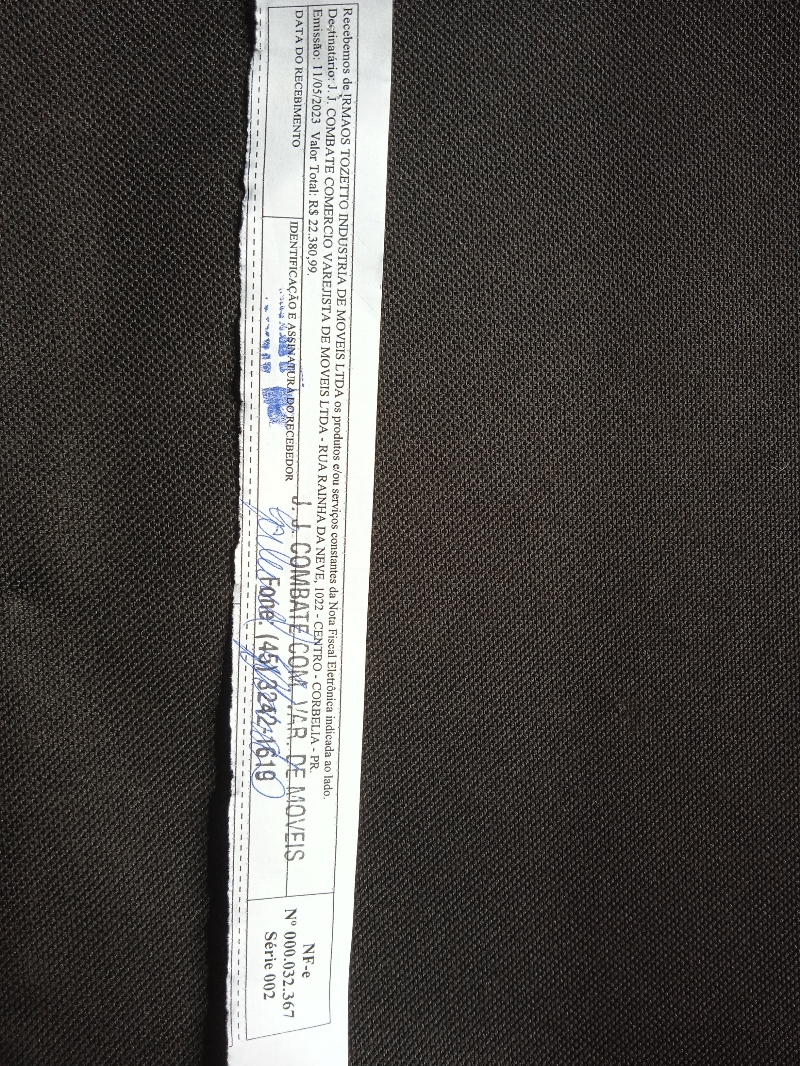 Recebemos de IRMAOS TOZETTO INDUSTRIA DE MOVEIS LTDA os produtos e/ou serviços constantes da Nota Fiscal Eletrônica indicada ao lado.
Destinatário: J. J. COMBATE COMERCIO VAREJISTA DE MOVEIS LTDA - RUA RAINHA DA NEVE, 1022 - CENTRO - CORBELIA - PR.
Emissão: 11/05/2023 Valor Total: R$ 22.380,99.
DATA DO RECEBIMENTO
IDENTIFICAÇÃO E ASSINATURA DO RECEBEDOR
J. J. COMBATE COM. VAR. DE MOVEIS
Fone: (45) 3242-1619
NF-e
Nº 000.032.367
Série 002